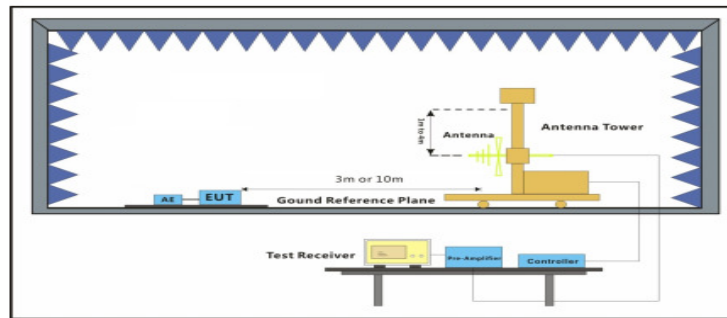 1m to 4m
Antenna
Antenna Tower
3m or 10m
AE
EUT
Gound Reference Plane
Test Receiver
Pre-Amplifier
Controller